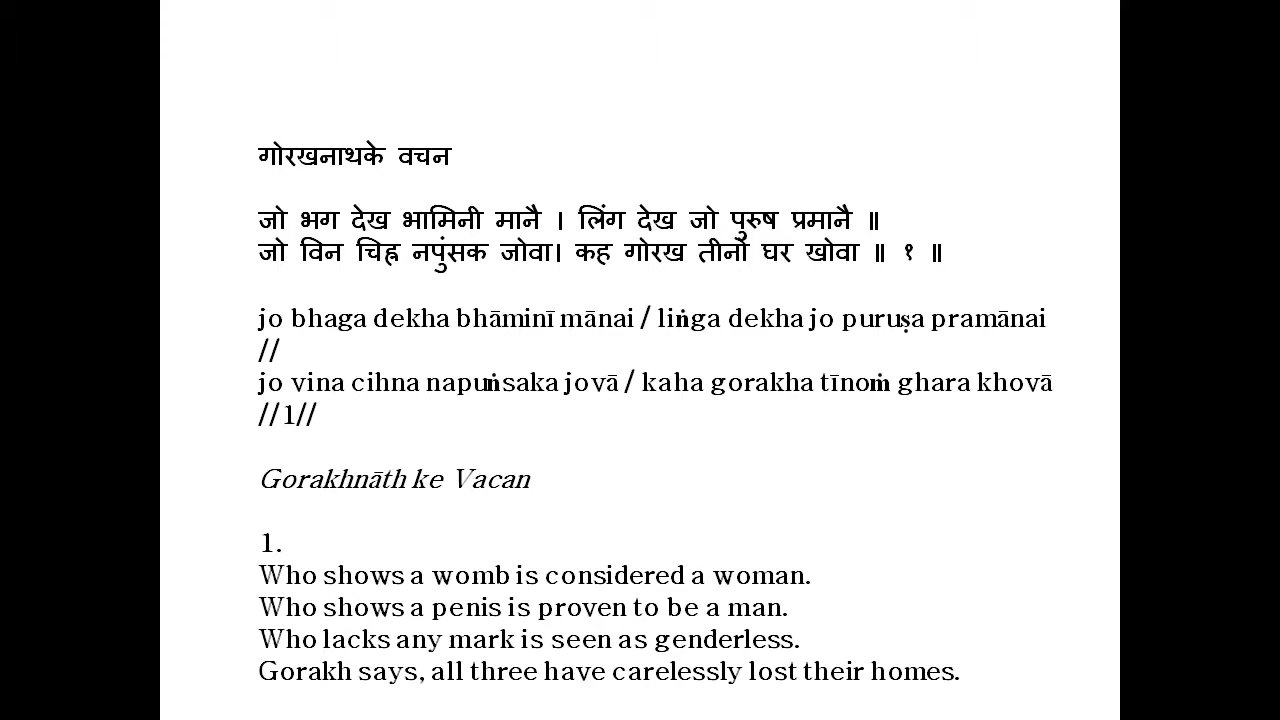 गोरखनाथके वचन
जो भग देख भामिनी मानै । लिंग देख जो पुरुष प्रमानै ॥
जो विन चिह्न नपुंसक जोवा। कह गोरख तीनों घर खोवा ॥ १ ॥
jo bhaga dekha bhāminī mānai / liṅga dekha jo puruṣa pramānai
//
jo vina cihna napuṅsaka jovā / kaha gorakha tīnoṁ ghara khovā
//1//
Gorakhnāth ke Vacan
1.
Who shows a womb is considered a woman.
Who shows a penis is proven to be a man.
Who lacks any mark is seen as genderless.
Gorakh says, all three have carelessly lost their homes.